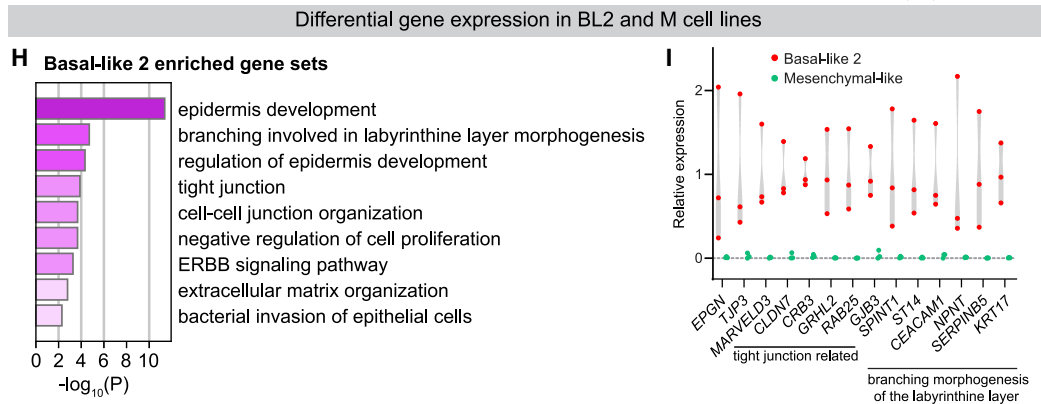 Differential gene expression in BL2 and M cell lines
H Basal-like 2 enriched gene sets
epidermis development
branching involved in labyrinthine layer morphogenesis
regulation of epidermis development
tight junction
cell-cell junction organization
negative regulation of cell proliferation
ERBB signaling pathway
extracellular matrix organization
bacterial invasion of epithelial cells
0 2 4 6 8 10
-log10(P)
I
Basal-like 2
Mesenchymal-like
Relative expression
2
1
0
EPGN
TJP3
MARVELD3
CLDN7
CRB3
GRHL2
RAB25
GJB3
SPINT1
ST14
CEACAM1
NPNT
SERPINB5
KRT17
tight junction related
branching morphogenesis
of the labyrinthine layer